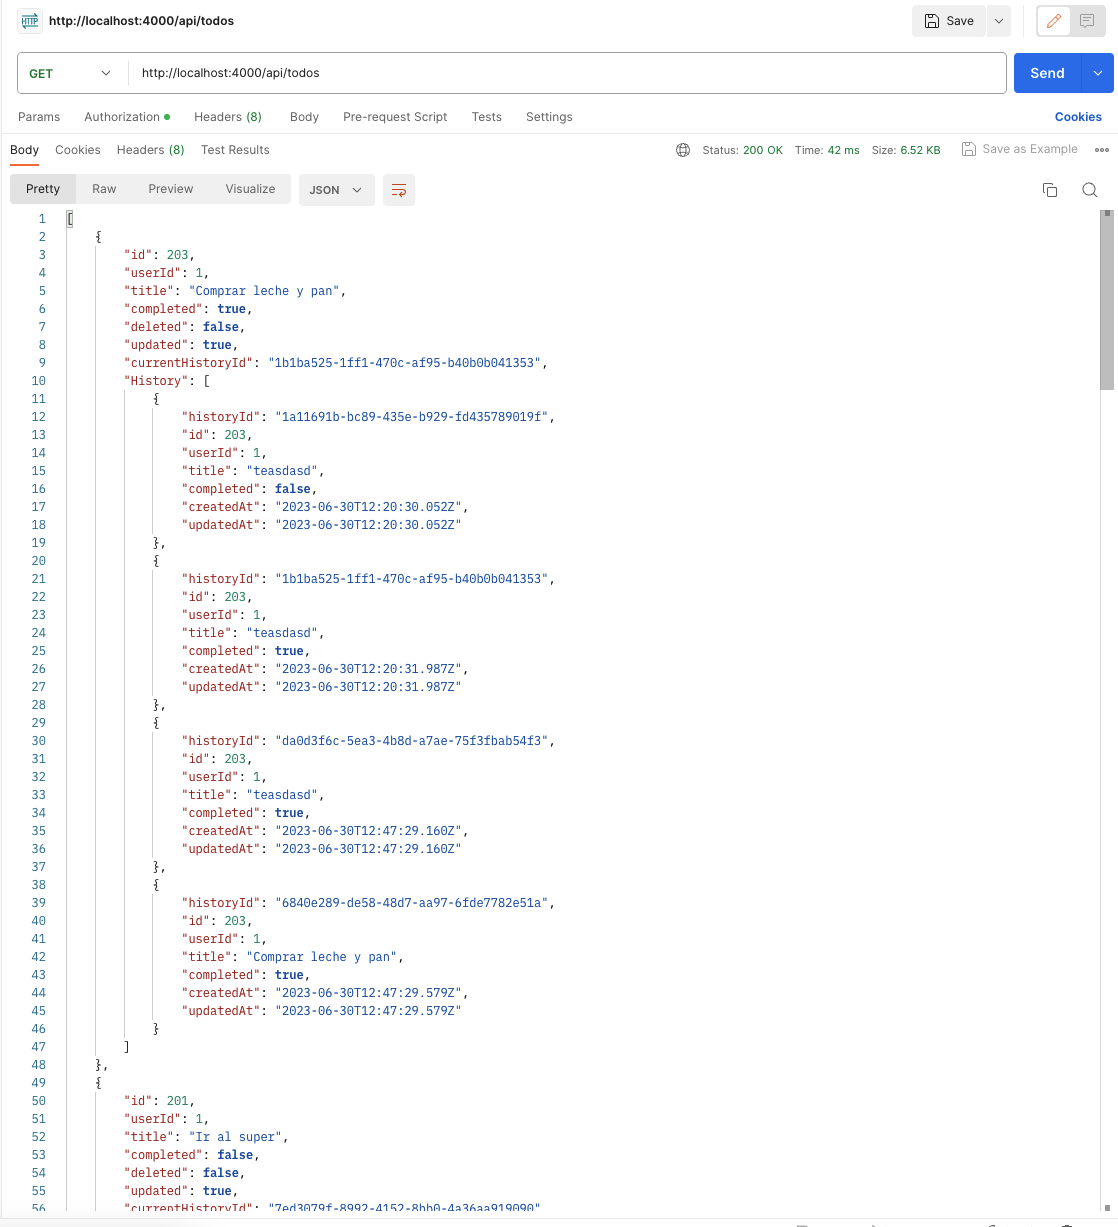 HTTP http://localhost:4000/api/todos Save
GET http://localhost:4000/api/todos Send
Params Authorization Headers (8) Body Pre-request Script Tests Settings Cookies
Body Cookies Headers (8) Test Results Status: 200 OK Time: 42 ms Size: 6.52 KB Save as Example
Pretty Raw Preview Visualize JSON
1 [
2 {
3 "id": 203,
4 "userId": 1,
5 "title": "Comprar leche y pan",
6 "completed": true,
7 "deleted": false,
8 "updated": true,
9 "currentHistoryId": "1b1ba525-1ff1-470c-af95-b40b0b041353",
10 "History": [
11 {
12 "historyId": "1a11691b-bc89-435e-b929-fd435789019f",
13 "id": 203,
14 "userId": 1,
15 "title": "teasdasd",
16 "completed": false,
17 "createdAt": "2023-06-30T12:20:30.052Z",
18 "updatedAt": "2023-06-30T12:20:30.052Z"
19 },
20 {
21 "historyId": "1b1ba525-1ff1-470c-af95-b40b0b041353",
22 "id": 203,
23 "userId": 1,
24 "title": "teasdasd",
25 "completed": true,
26 "createdAt": "2023-06-30T12:20:31.987Z",
27 "updatedAt": "2023-06-30T12:20:31.987Z"
28 },
29 {
30 "historyId": "da0d3f6c-5ea3-4b8d-a7ae-75f3fbab54f3",
31 "id": 203,
32 "userId": 1,
33 "title": "teasdasd",
34 "completed": true,
35 "createdAt": "2023-06-30T12:47:29.160Z",
36 "updatedAt": "2023-06-30T12:47:29.160Z"
37 },
38 {
39 "historyId": "6840e289-de58-48d7-aa97-6fde7782e51a",
40 "id": 203,
41 "userId": 1,
42 "title": "Comprar leche y pan",
43 "completed": true,
44 "createdAt": "2023-06-30T12:47:29.579Z",
45 "updatedAt": "2023-06-30T12:47:29.579Z"
46 }
47 ]
48 },
49 {
50 "id": 201,
51 "userId": 1,
52 "title": "Ir al super",
53 "completed": false,
54 "deleted": false,
55 "updated": true,
56 "currentHistoryId": "7ed3079f-8992-4152-8bb0-4a36aa919090"